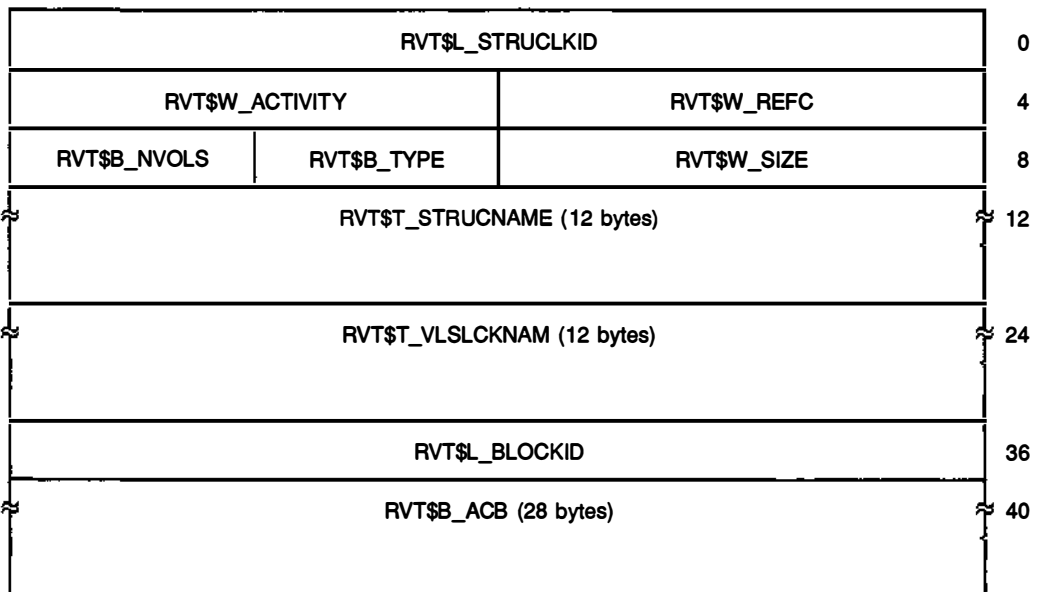 RVT$L_STRUCLKID 0
RVT$W_ACTIVITY RVT$W_REFC 4
RVT$B_NVOLS RVT$B_TYPE RVT$W_SIZE 8
RVT$T_STRUCNAME (12 bytes) 12
RVT$T_VLSLCKNAM (12 bytes) 24
RVT$L_BLOCKID 36
RVT$B_ACB (28 bytes) 40